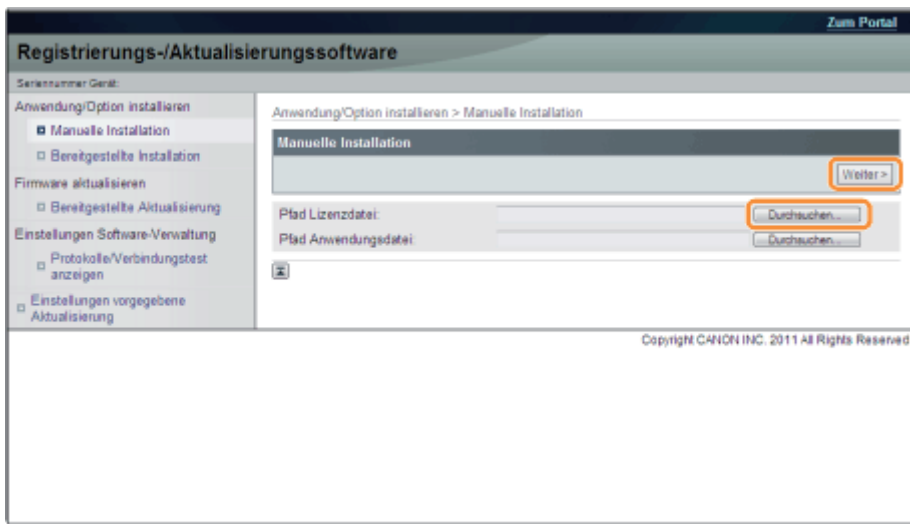 Zum Portal
Registrierungs-/Aktualisierungssoftware
Seriennummer Gerät:
Anwendung/Option installieren
Manuelle Installation
Bereitgestellte Installation
Firmware aktualisieren
Bereitgestellte Aktualisierung
Einstellungen Software-Verwaltung
Protokolle/Verbindungstest
anzeigen
Einstellungen vorgegebene
Aktualisierung
Anwendung/Option installieren > Manuelle Installation
Manuelle Installation
Weiter >
Pfad Lizenzdatei:
Durchsuchen...
Pfad Anwendungsdatei:
Durchsuchen...
Copyright CANON INC. 2011 All Rights Reserved